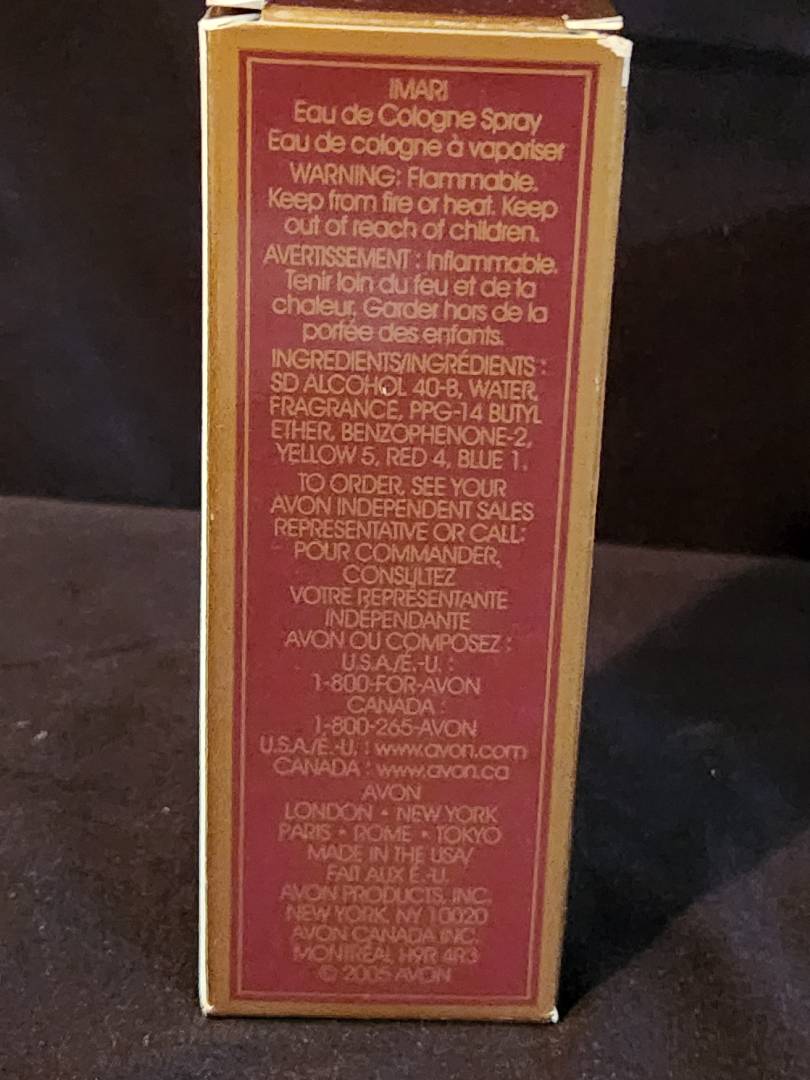 IMARI
Eau de Cologne Spray
Eau de cologne à vaporiser
WARNING: Flammable.
Keep from fire or heat. Keep
out of reach of children.
AVERTISSEMENT : Inflammable.
Tenir loin du feu et de la
chaleur. Garder hors de la
portée des enfants.
INGREDIENTS/INGRÉDIENTS :
SD ALCOHOL 40-B, WATER,
FRAGRANCE, PPG-14 BUTYL
ETHER, BENZOPHENONE-2,
YELLOW 5, RED 4, BLUE 1.
TO ORDER, SEE YOUR
AVON INDEPENDENT SALES
REPRESENTATIVE OR CALL:
POUR COMMANDER,
CONSULTEZ
VOTRE REPRÉSENTANTE
INDÉPENDANTE
AVON OU COMPOSEZ :
U.S.A./É.-U. :
1-800-FOR-AVON
CANADA :
1-800-265-AVON
U.S.A./É.-U. : www.avon.com
CANADA : www.avon.ca
AVON
LONDON • NEW YORK
PARIS • ROME • TOKYO
MADE IN THE USA/
FAIT AUX É.-U.
AVON PRODUCTS, INC.
NEW YORK, NY 10020
AVON CANADA INC.
MONTRÉAL H9R 4R3
© 2005 AVON